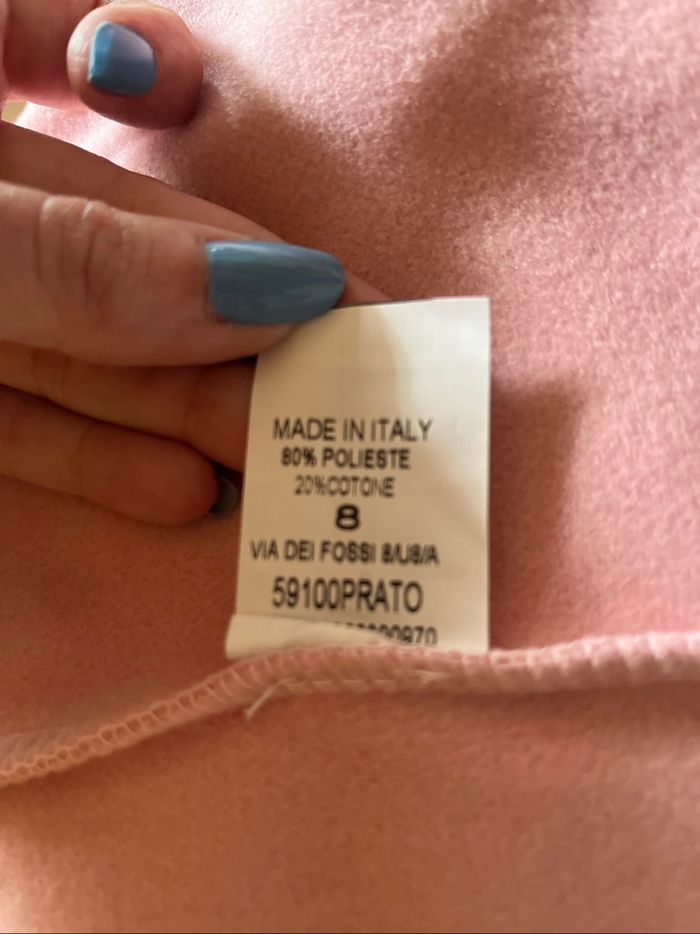 MADE IN ITALY
80% POLIESTE
20%COTONE
8
VIA DEI FOSSI 8/U8/A
59100PRATO